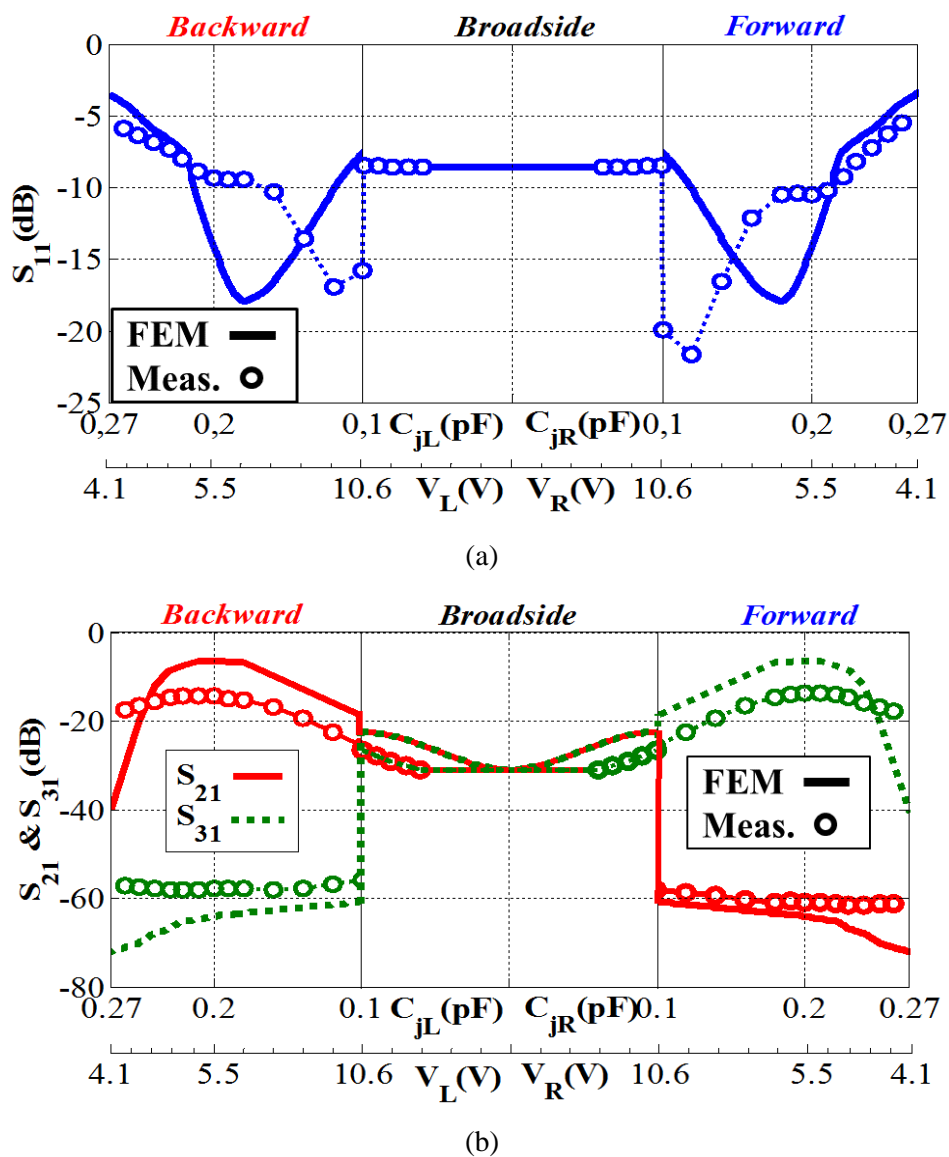 Backward Broadside Forward
0
-5
-10
-15
-20
-25
S11(dB)
FEM
Meas.
0,27 0,2 0,1 CjL(pF) CjR(pF) 0,1 0,2 0,27
4.1 5.5 10.6 VL(V) VR(V) 10.6 5.5 4.1
(a)
Backward Broadside Forward
0
-20
-40
-60
-80
S21 & S31(dB)
S21
S31
FEM
Meas.
0.27 0.2 0.1 CjL(pF) CjR(pF) 0.1 0.2 0.27
4.1 5.5 10.6 VL(V) VR(V) 10.6 5.5 4.1
(b)